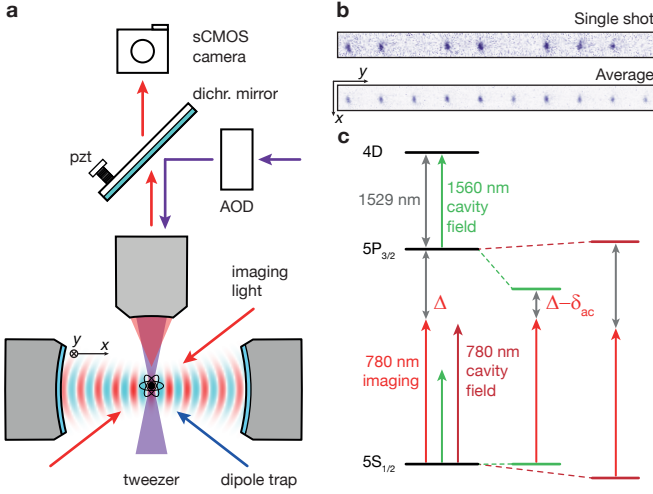 a
sCMOS
camera
dichr. mirror
pzt
AOD
imaging
light
y
x
tweezer
dipole trap
b
Single shot
y
Average
x
c
4D
1529 nm
1560 nm
cavity
field
5P3/2
Δ
Δ−δac
780 nm
imaging
780 nm
cavity
field
5S1/2